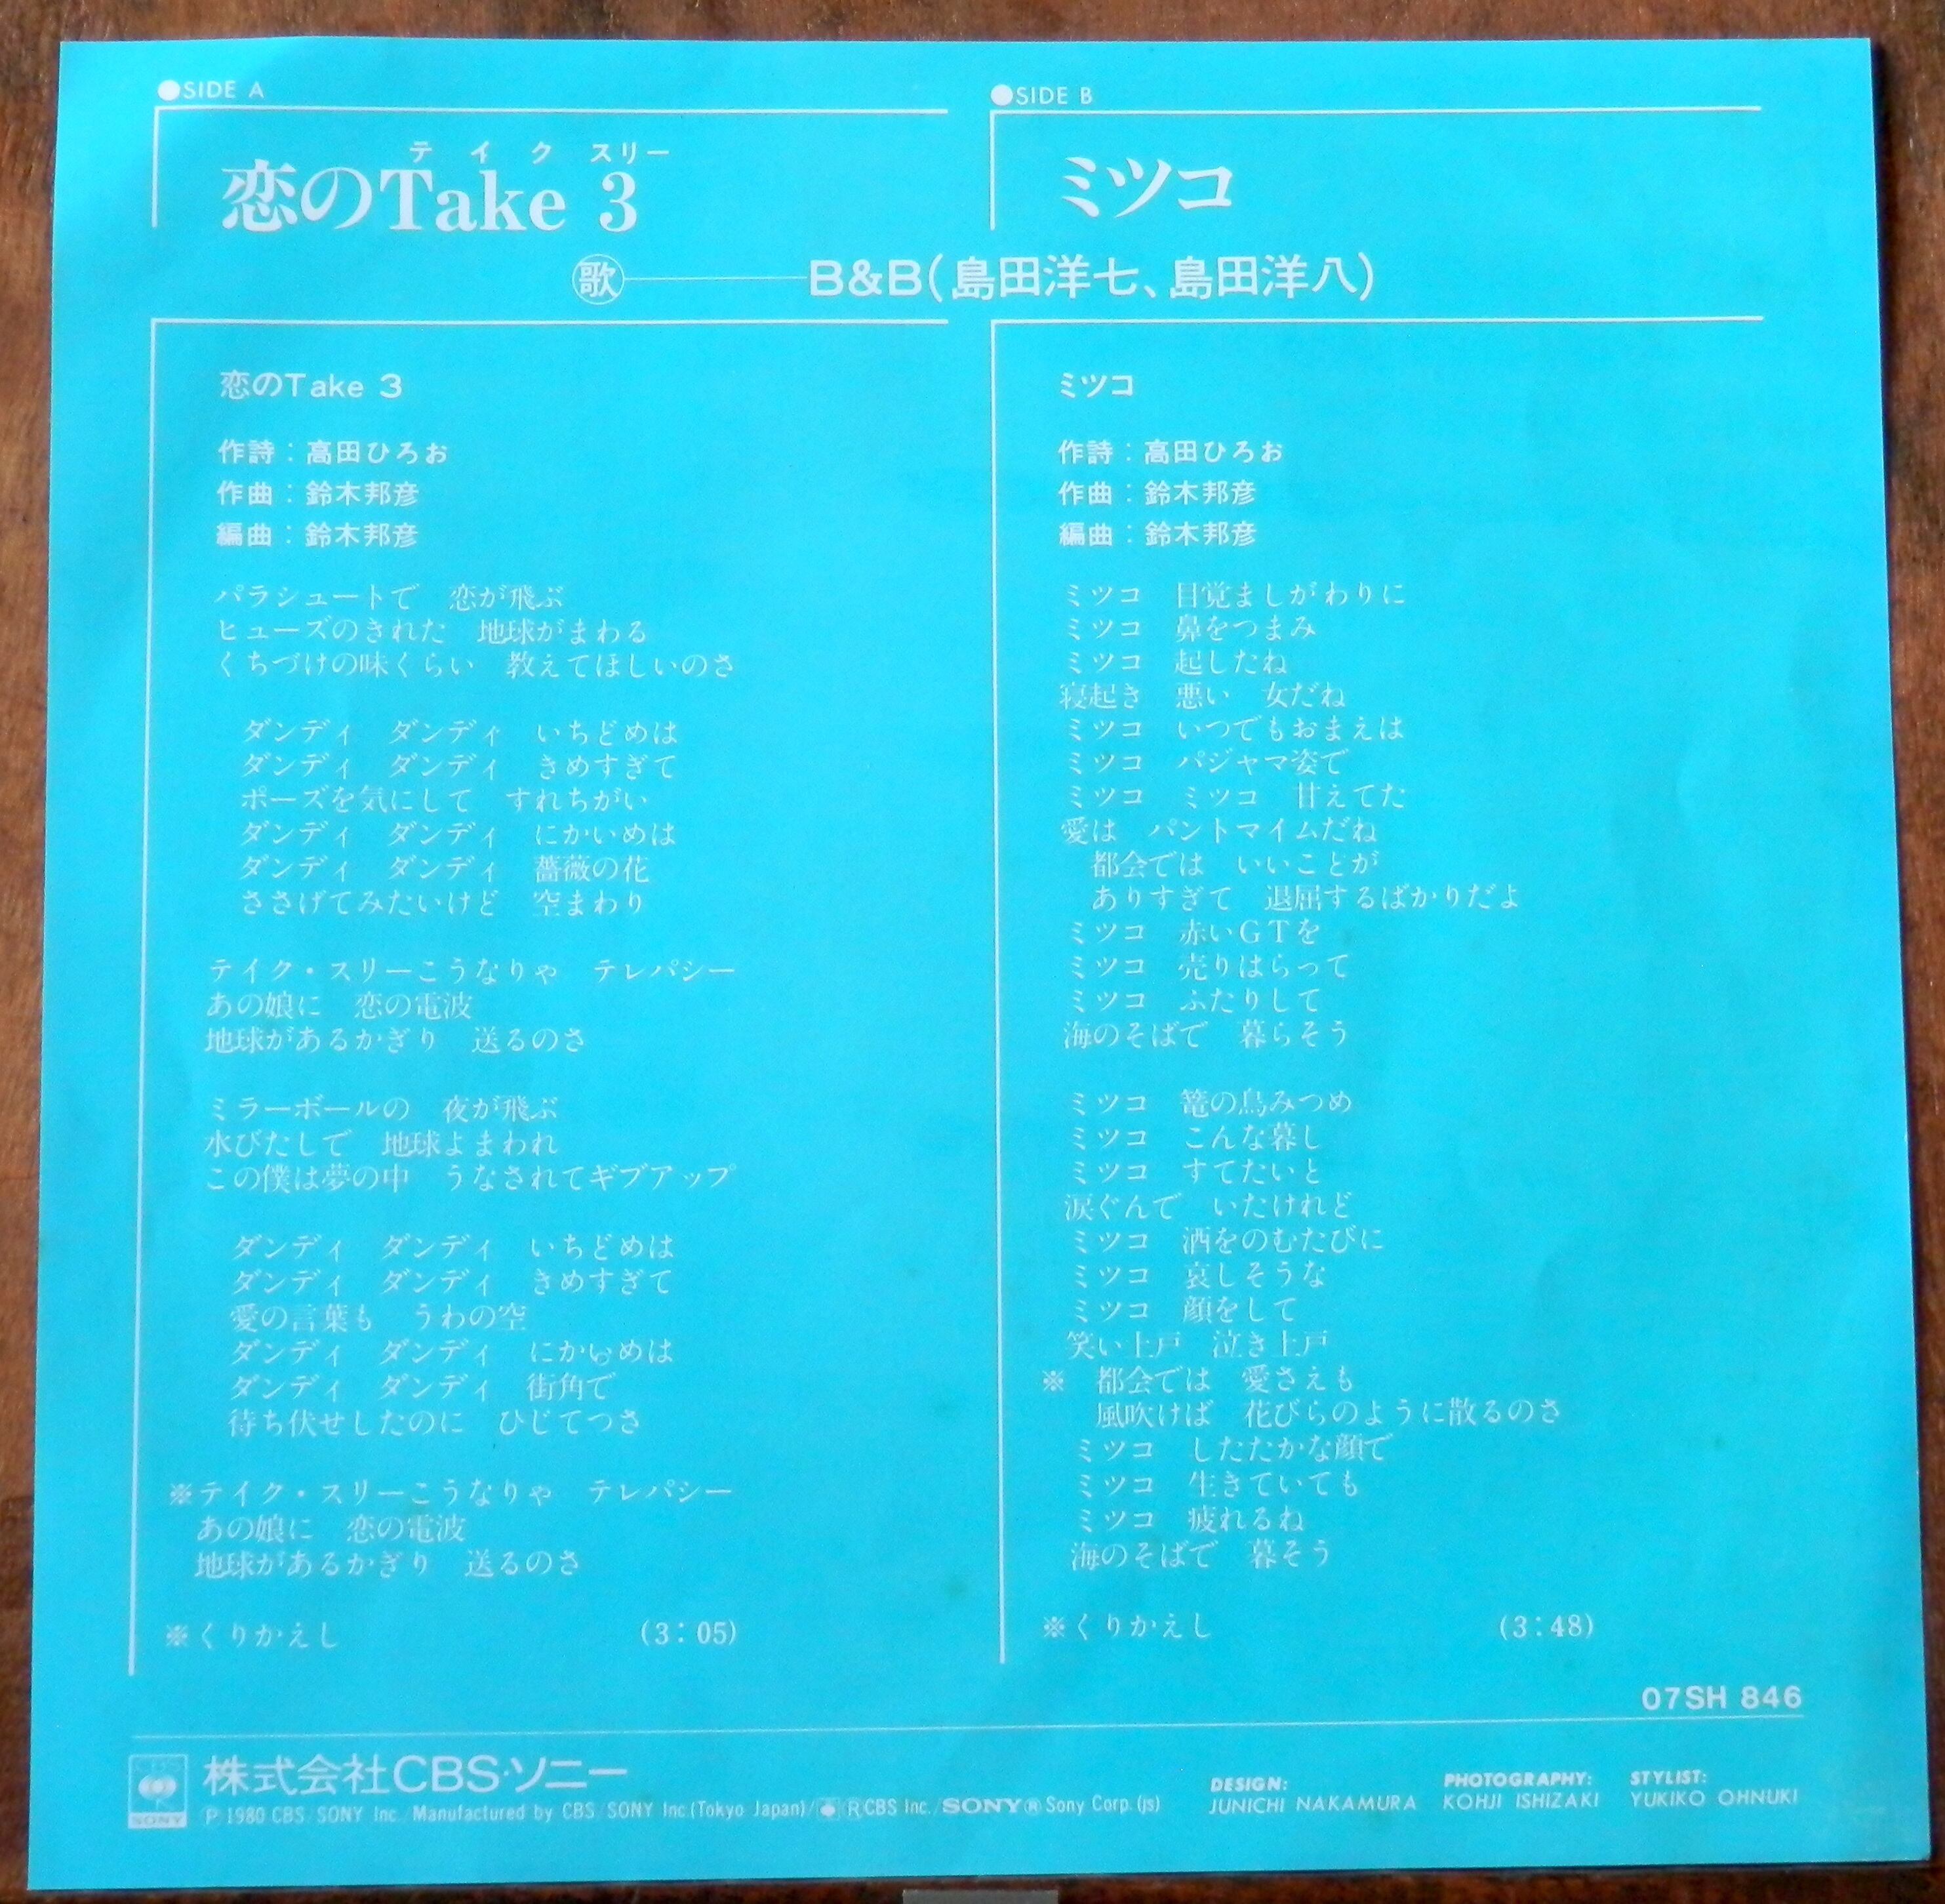 ●SIDE A
テイク スリー
恋のTake 3
●SIDE B
ミツコ
歌 B&B(島田洋七、島田洋八)
恋のTake 3
作詩：高田ひろお
作曲：鈴木邦彦
編曲：鈴木邦彦
パラシュートで　恋が飛ぶ
ヒューズのきれた　地球がまわる
くちづけの味くらい　教えてほしいのさ
ダンディ　ダンディ　いちどめは
ダンディ　ダンディ　きめすぎて
ポーズを気にして　すれちがい
ダンディ　ダンディ　にかいめは
ダンディ　ダンディ　薔薇の花
ささげてみたいけど　空まわり
テイク・スリーこうなりゃ　テレパシー
あの娘に　恋の電波
地球があるかぎり　送るのさ
ミラーボールの　夜が飛ぶ
水びたしで　地球よまわれ
この僕は夢の中　うなされてギブアップ
ダンディ　ダンディ　いちどめは
ダンディ　ダンディ　きめすぎて
愛の言葉も　うわの空
ダンディ　ダンディ　にかいめは
ダンディ　ダンディ　街角で
待ち伏せしたのに　ひじてつさ
※テイク・スリーこうなりゃ　テレパシー
あの娘に　恋の電波
地球があるかぎり　送るのさ
※くりかえし　(3：05)
ミツコ
作詩：高田ひろお
作曲：鈴木邦彦
編曲：鈴木邦彦
ミツコ　目覚ましがわりに
ミツコ　鼻をつまみ
ミツコ　起したね
寝起き　悪い　女だね
ミツコ　いつでもおまえは
ミツコ　パジャマ姿で
ミツコ　ミツコ　甘えてた
愛は　パントマイムだね
都会では　いいことが
ありすぎて　退屈するばかりだよ
ミツコ　赤いGTを
ミツコ　売りはらって
ミツコ　ふたりして
海のそばで　暮らそう
ミツコ　篭の鳥みつめ
ミツコ　こんな暮し
ミツコ　すてたいと
涙ぐんで　いたけれど
ミツコ　酒をのむたびに
ミツコ　哀しそうな
ミツコ　顔をして
笑い上戸　泣き上戸
※　都会では　愛さえも
風吹けば　花びらのように散るのさ
ミツコ　したたかな顔で
ミツコ　生きていても
ミツコ　疲れるね
海のそばで　暮そう
※くりかえし　(3：48)
07SH 846
CBS SONY
株式会社CBS・ソニー
Ⓟ1980 CBS/SONY Inc./Manufactured by CBS/SONY Inc.(Tokyo Japan)/ⓇCBS Inc./SONY®Sony Corp.(js)
DESIGN:
JUNICHI NAKAMURA
PHOTOGRAPHY:
KOHJI ISHIZAKI
STYLIST:
YUKIKO OHNUKI